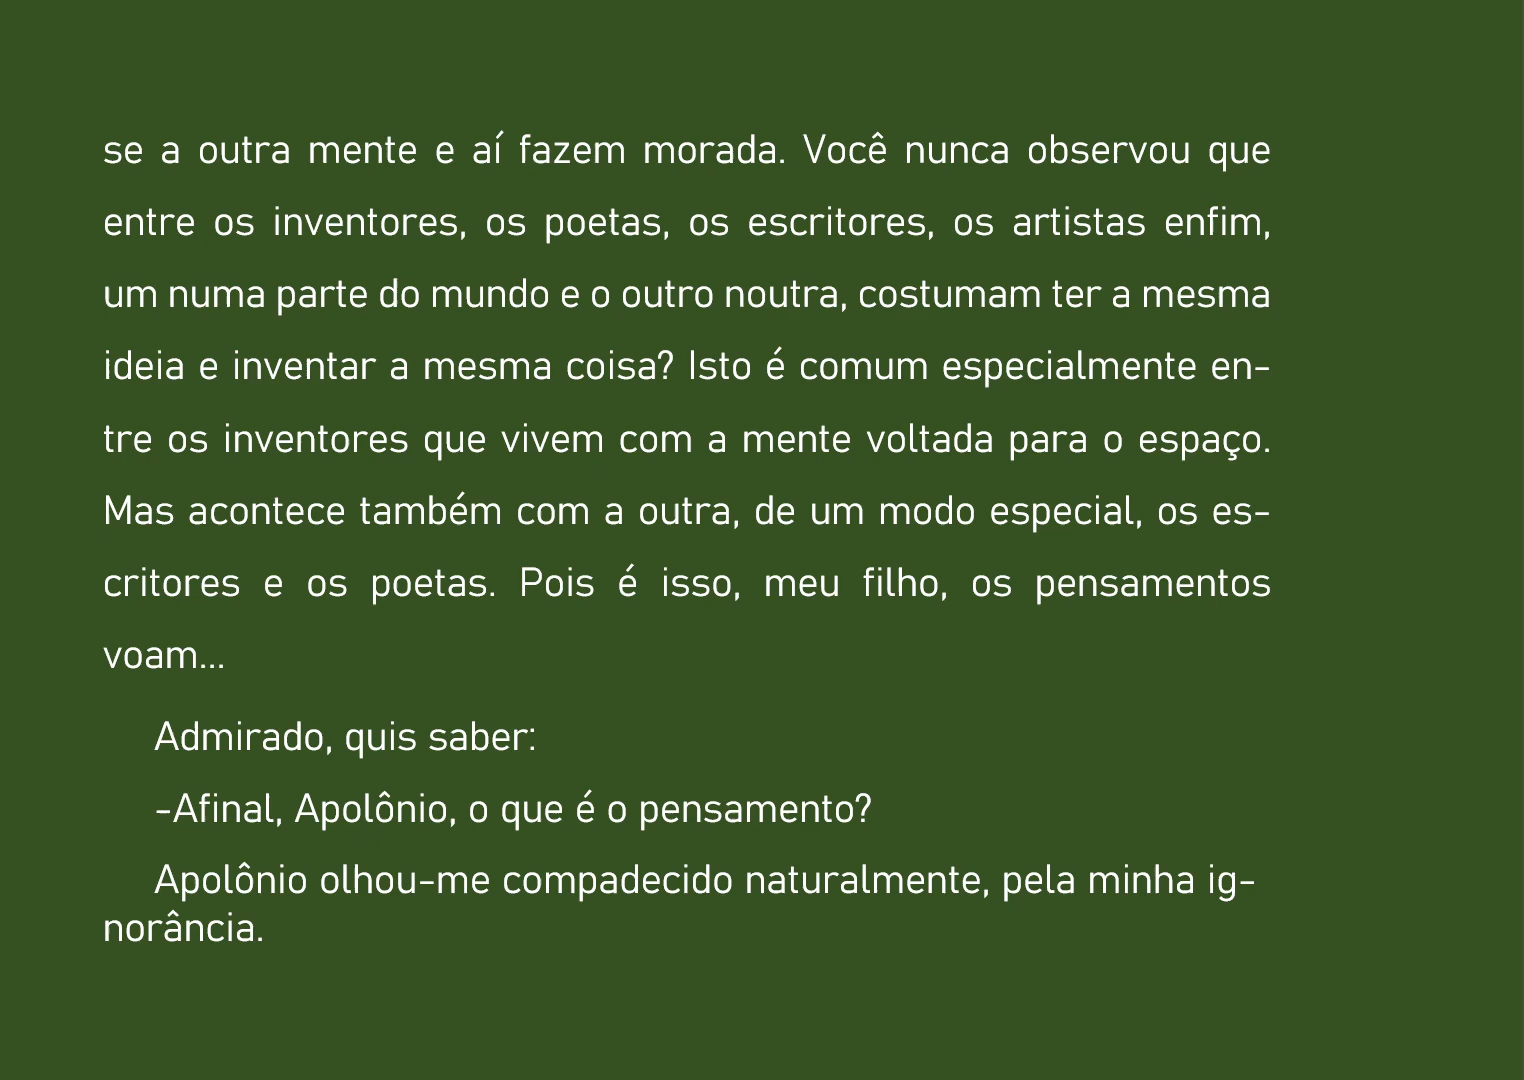 se a outra mente e aí fazem morada. Você nunca observou que
entre os inventores, os poetas, os escritores, os artistas enfim,
um numa parte do mundo e o outro noutra, costumam ter a mesma
ideia e inventar a mesma coisa? Isto é comum especialmente en-
tre os inventores que vivem com a mente voltada para o espaço.
Mas acontece também com a outra, de um modo especial, os es-
critores e os poetas. Pois é isso, meu filho, os pensamentos
voam...
Admirado, quis saber:
-Afinal, Apolônio, o que é o pensamento?
Apolônio olhou-me compadecido naturalmente, pela minha ig-
norância.